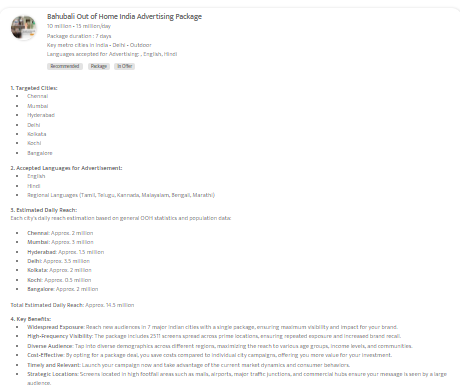 Bahubali Out of Home India Advertising Package
10 million - 15 million/day
Package duration : 7 days
Key metro cities in India • Delhi • Outdoor
Languages accepted for Advertising: , English, Hindi
Recommended Package Is Offer
1. Targeted Cities:
• Chennai
• Mumbai
• Hyderabad
• Delhi
• Kolkata
• Kochi
• Bangalore
2. Accepted Languages for Advertisement:
• English
• Hindi
• Regional Languages (Tamil, Telugu, Kannada, Malayalam, Bengali, Marathi)
3. Estimated Daily Reach:
Each city's daily reach estimation based on general OOH statistics and population data:
• Chennai: Approx. 2 million
• Mumbai: Approx. 3 million
• Hyderabad: Approx. 1.5 million
• Delhi: Approx. 3.5 million
• Kolkata: Approx. 2 million
• Kochi: Approx. 0.5 million
• Bangalore: Approx. 2 million
Total Estimated Daily Reach: Approx. 14.5 million
4. Key Benefits:
• Widespread Exposure: Reach new audiences in 7 major Indian cities with a single package, ensuring maximum visibility and impact for your brand.
• High-Frequency Visibility: The package includes 2511 screens spread across prime locations, ensuring repeated exposure and increased brand recall.
• Diverse Audience: Tap into diverse demographics across different regions, maximizing the reach to various age groups, income levels, and communities.
• Cost-Effective: By opting for a package deal, you save costs compared to individual city campaigns, offering you more value for your investment.
• Timely and Relevant: Launch your campaign now and take advantage of the current market dynamics and consumer behaviors.
• Strategic Locations: Screens located in high footfall areas such as malls, airports, major traffic junctions, and commercial hubs ensure your message is seen by a large
audience.